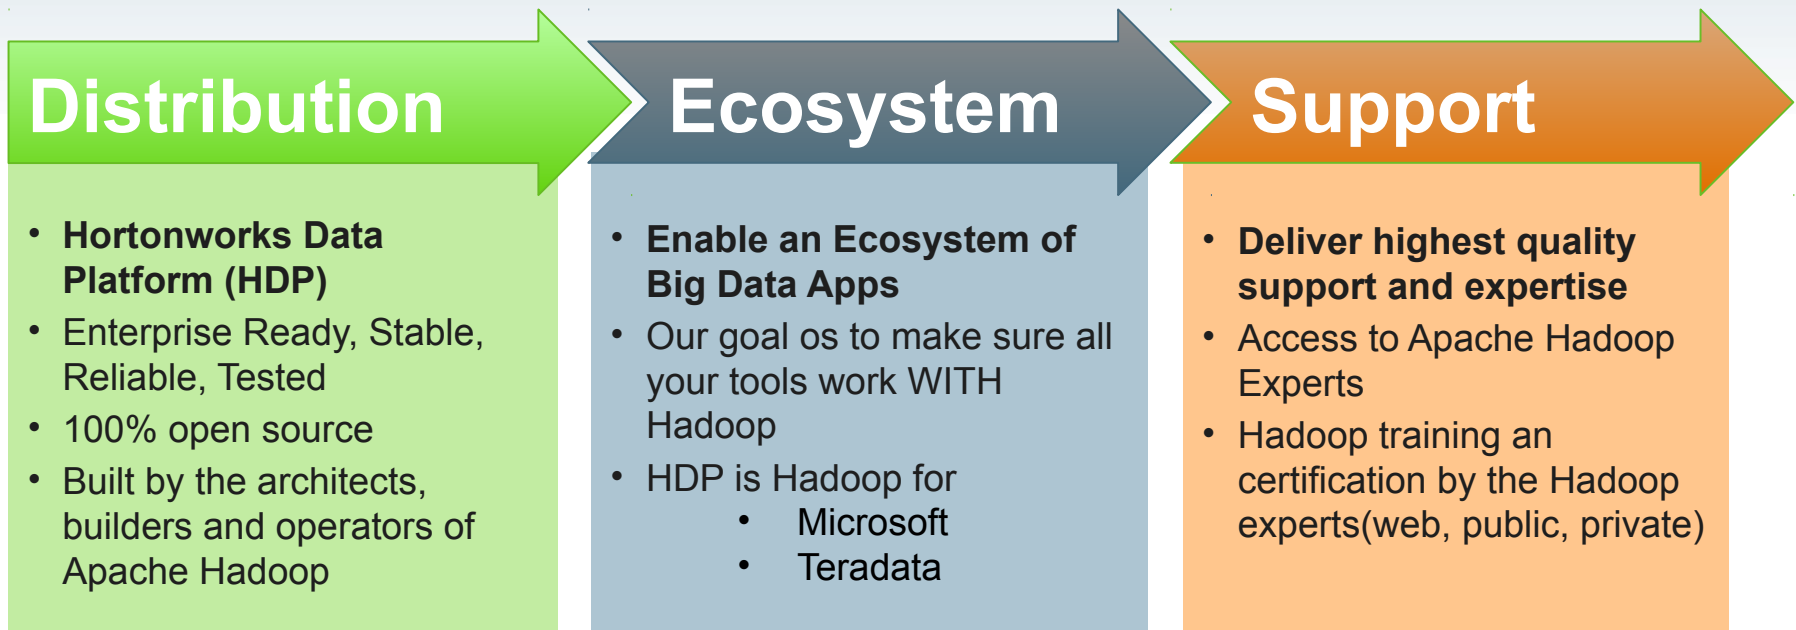 Distribution
• Hortonworks Data
Platform (HDP)
• Enterprise Ready, Stable,
Reliable, Tested
• 100% open source
• Built by the architects,
builders and operators of
Apache Hadoop
Ecosystem
• Enable an Ecosystem of
Big Data Apps
• Our goal os to make sure all
your tools work WITH
Hadoop
• HDP is Hadoop for
• Microsoft
• Teradata
Support
• Deliver highest quality
support and expertise
• Access to Apache Hadoop
Experts
• Hadoop training an
certification by the Hadoop
experts(web, public, private)